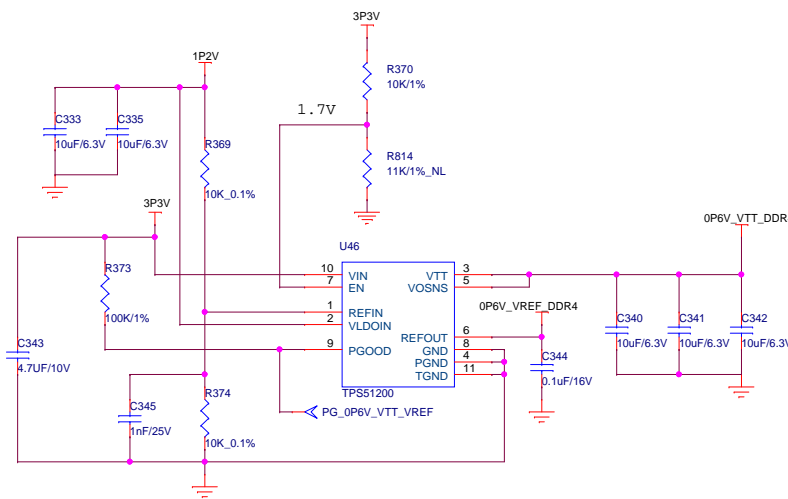 3P3V
1P2V
R370
10K/1%
1.7V
C333
10uF/6.3V
C335
10uF/6.3V
R369
10K_0.1%
R814
11K/1%_NL
3P3V
0P6V_VTT_DDR
U46
R373
100K/1%
10 VIN
7 EN
1 REFIN
2 VLDOIN
9 PGOOD
VTT 3
VOSNS 5
REFOUT 6
GND 8
PGND 4
TGND 11
TPS51200
0P6V_VREF_DDR4
C340
10uF/6.3V
C341
10uF/6.3V
C342
10uF/6.3V
C343
4.7UF/10V
C344
0.1uF/16V
C345
1nF/25V
R374
10K_0.1%
PG_0P6V_VTT_VREF